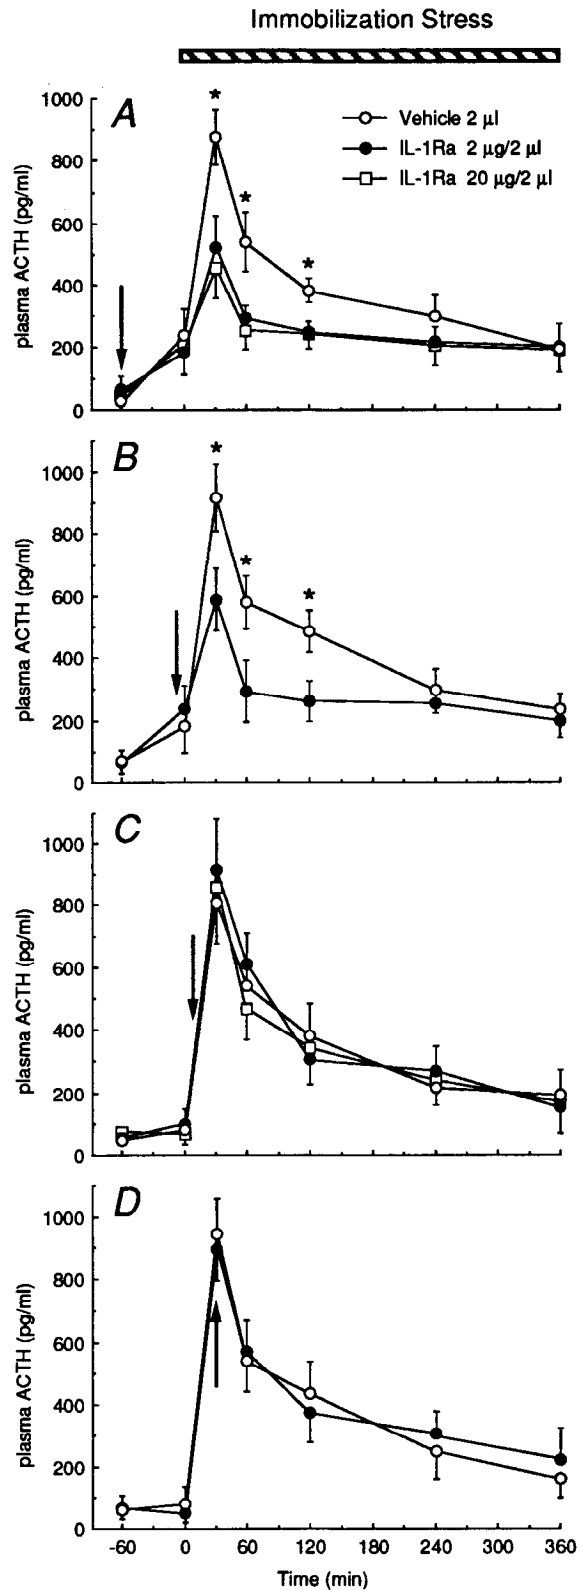 Immobilization Stress
A
Vehicle 2 µl
IL-1Ra 2 µg/2 µl
IL-1Ra 20 µg/2 µl
plasma ACTH (pg/ml)
1000
800
600
400
200
0
*
*
*
B
plasma ACTH (pg/ml)
1000
800
600
400
200
0
*
*
*
C
plasma ACTH (pg/ml)
1000
800
600
400
200
0
D
plasma ACTH (pg/ml)
1000
800
600
400
200
0
-60 0 60 120 180 240 300 360
Time (min)